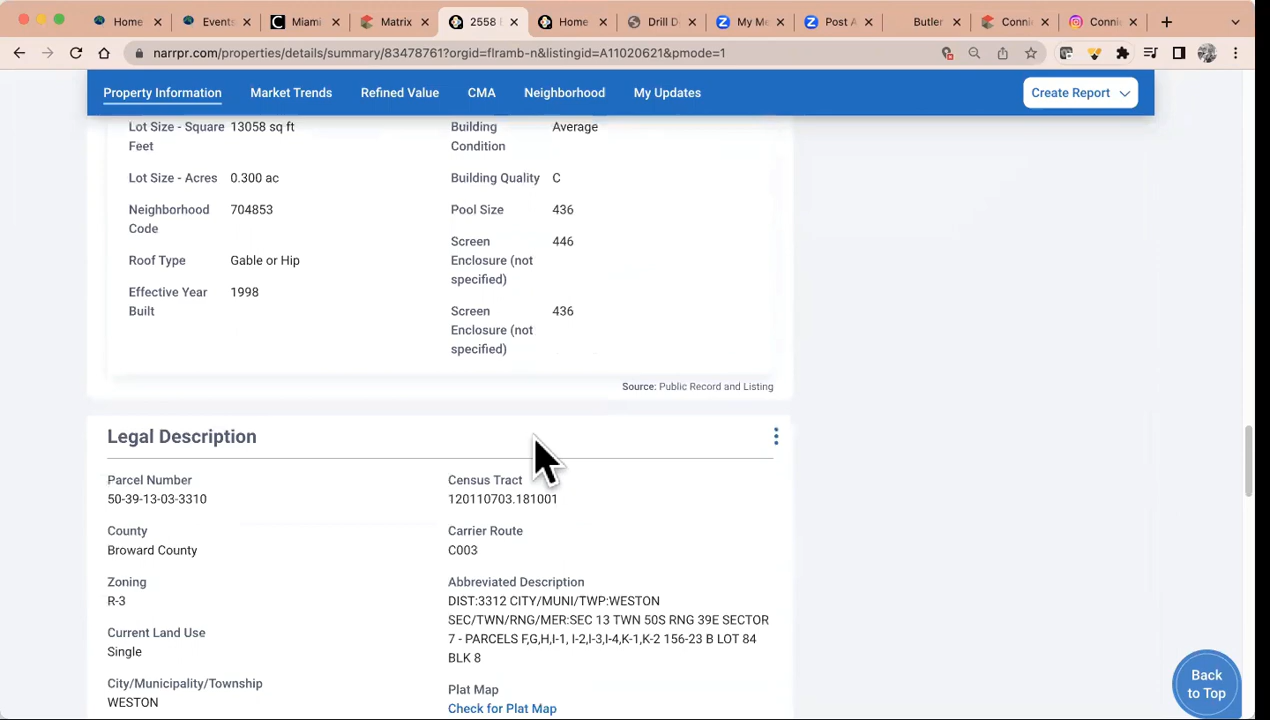 Home
Events
Miami
Matrix
2558
Home
Drill D
My Me
Post A
Butler
Conni
Conni
narrpr.com/properties/details/summary/83478761?orgid=flramb-n&listingid=A11020621&pmode=1
Property Information
Market Trends
Refined Value
CMA
Neighborhood
My Updates
Create Report
Lot Size - Square
Feet
13058 sq ft
Lot Size - Acres
0.300 ac
Neighborhood
Code
704853
Roof Type
Gable or Hip
Effective Year
Built
1998
Building
Condition
Average
Building Quality
C
Pool Size
436
Screen
Enclosure (not
specified)
446
Screen
Enclosure (not
specified)
436
Source: Public Record and Listing
Legal Description
Parcel Number
50-39-13-03-3310
County
Broward County
Zoning
R-3
Current Land Use
Single
City/Municipality/Township
WESTON
Census Tract
120110703.181001
Carrier Route
C003
Abbreviated Description
DIST:3312 CITY/MUNI/TWP:WESTON
SEC/TWN/RNG/MER:SEC 13 TWN 50S RNG 39E SECTOR
7 - PARCELS F,G,H,I-1, I-2,I-3,I-4,K-1,K-2 156-23 B LOT 84
BLK 8
Plat Map
Check for Plat Map
Back
to Top